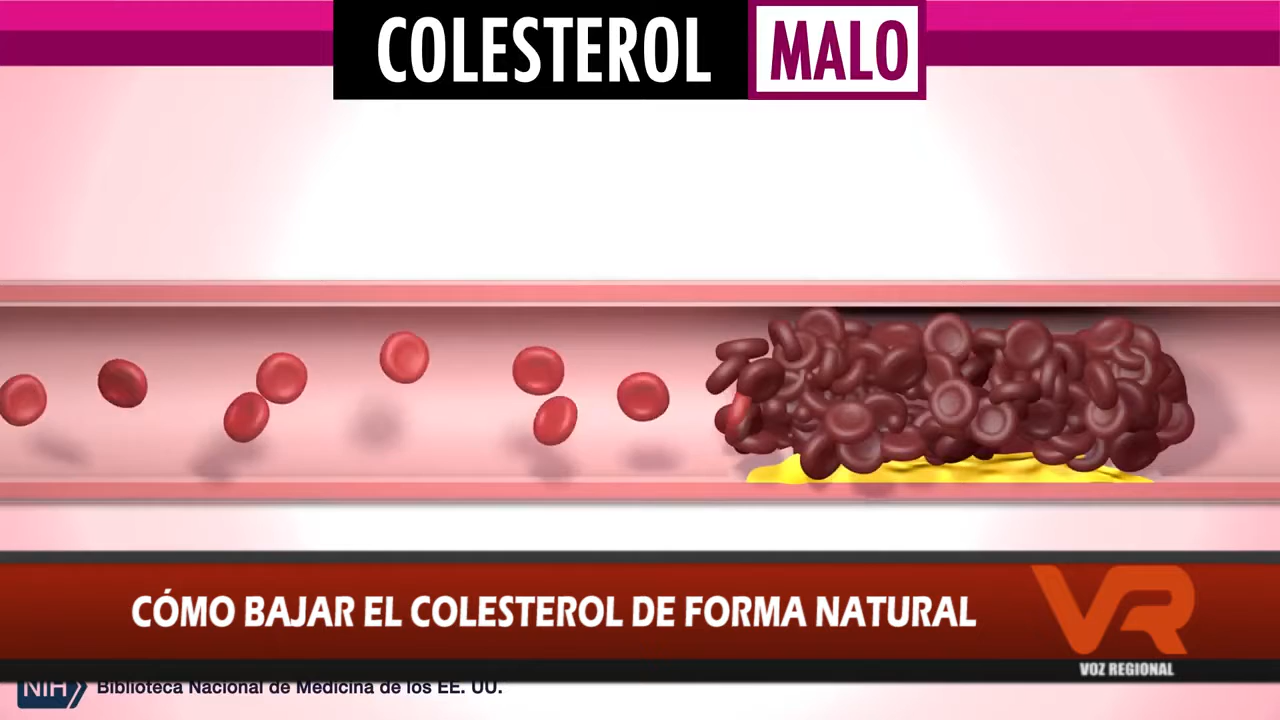 COLESTEROL MALO
CÓMO BAJAR EL COLESTEROL DE FORMA NATURAL
VR
VOZ REGIONAL
NIH Biblioteca Nacional de Medicina de los EE. UU.